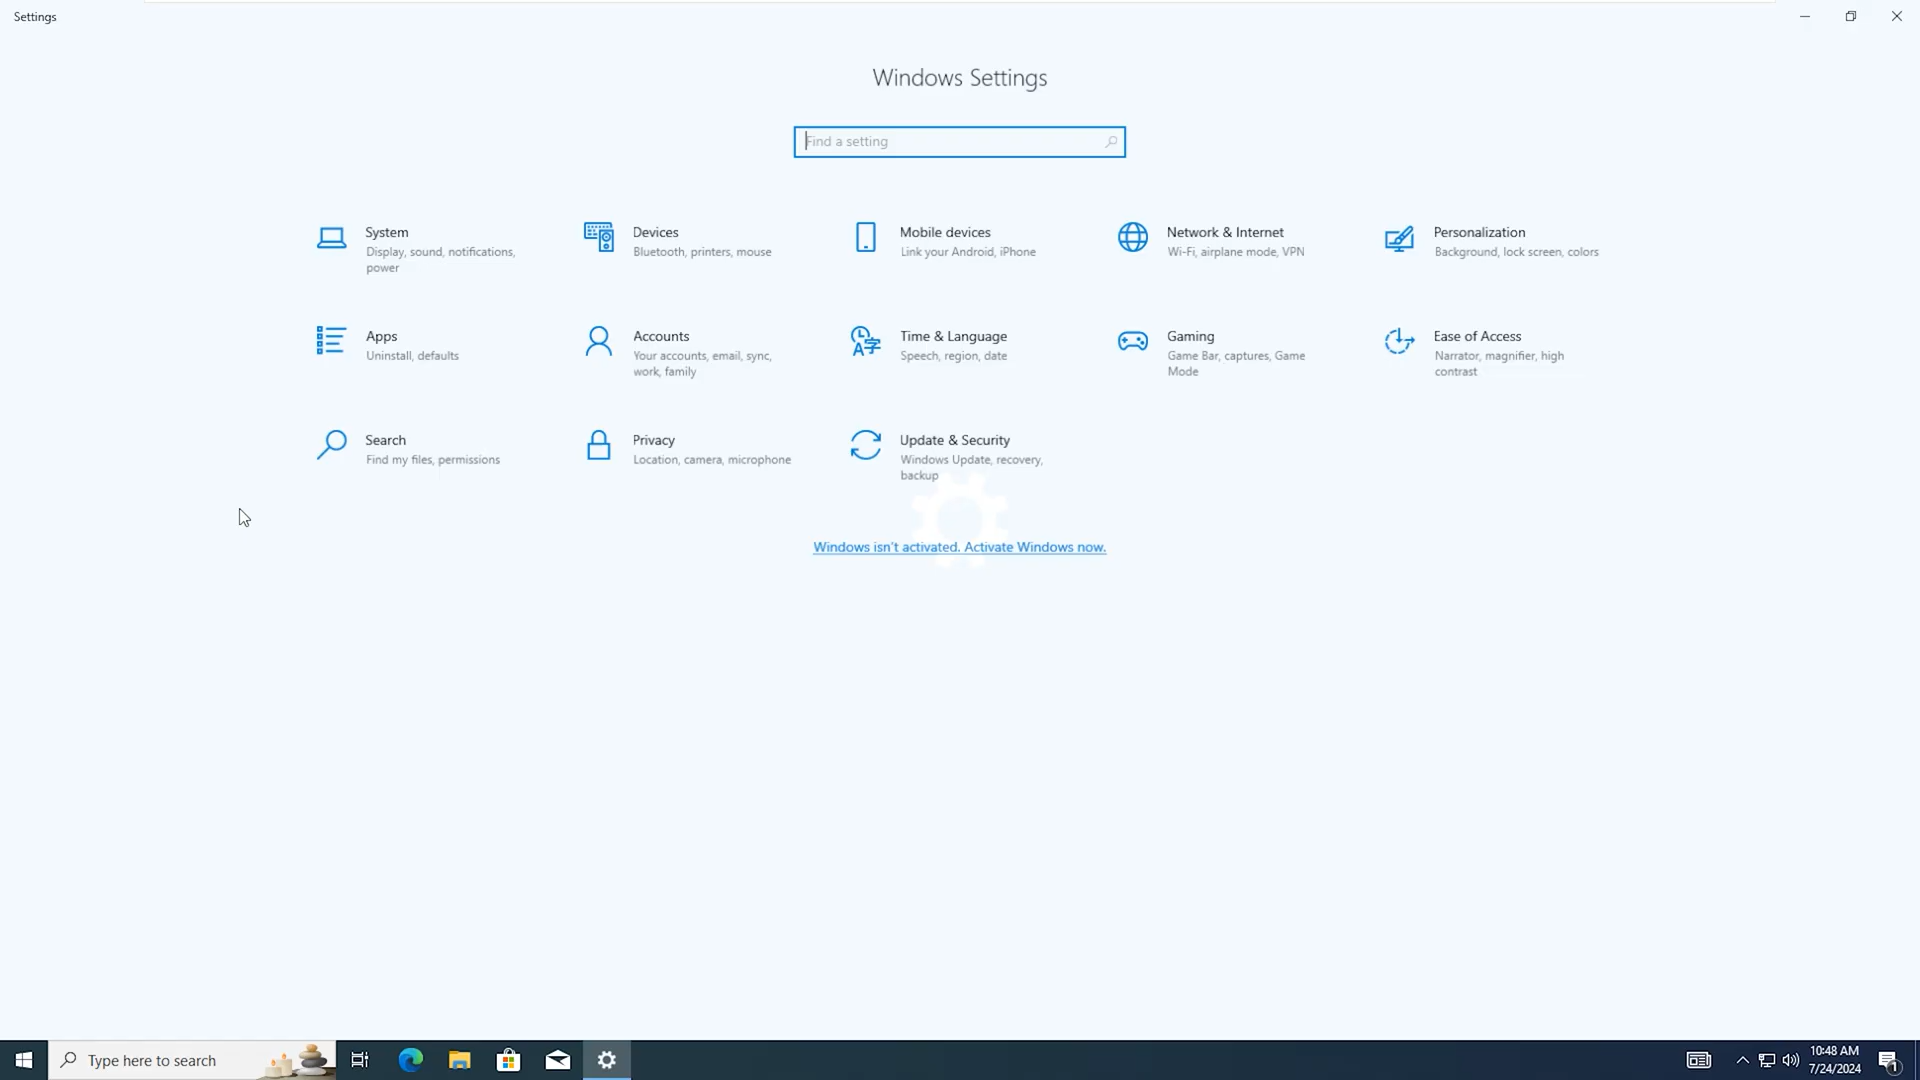 Settings
Windows Settings
Find a setting
System
Display, sound, notifications,
power
Devices
Bluetooth, printers, mouse
Mobile devices
Link your Android, iPhone
Network & Internet
Wi-Fi, airplane mode, VPN
Personalization
Background, lock screen, colors
Apps
Uninstall, defaults
Accounts
Your accounts, email, sync,
work, family
Time & Language
Speech, region, date
Gaming
Game Bar, captures, Game
Mode
Ease of Access
Narrator, magnifier, high
contrast
Search
Find my files, permissions
Privacy
Location, camera, microphone
Update & Security
Windows Update, recovery,
backup
Windows isn't activated. Activate Windows now.
Type here to search
10:48 AM
7/24/2024
1